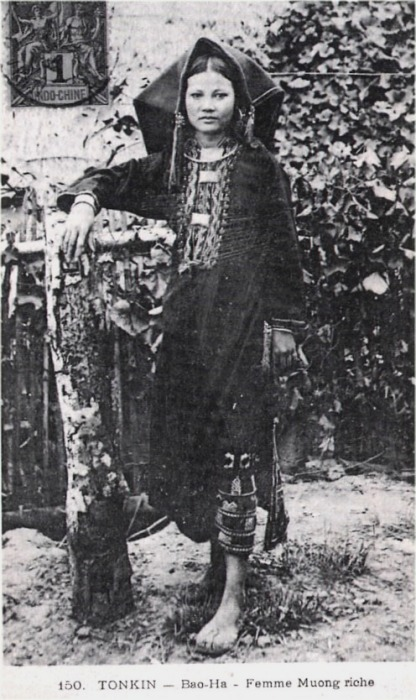 1
INDO-CHINE
150. TONKIN — Bao-Ha - Femme Muong riche